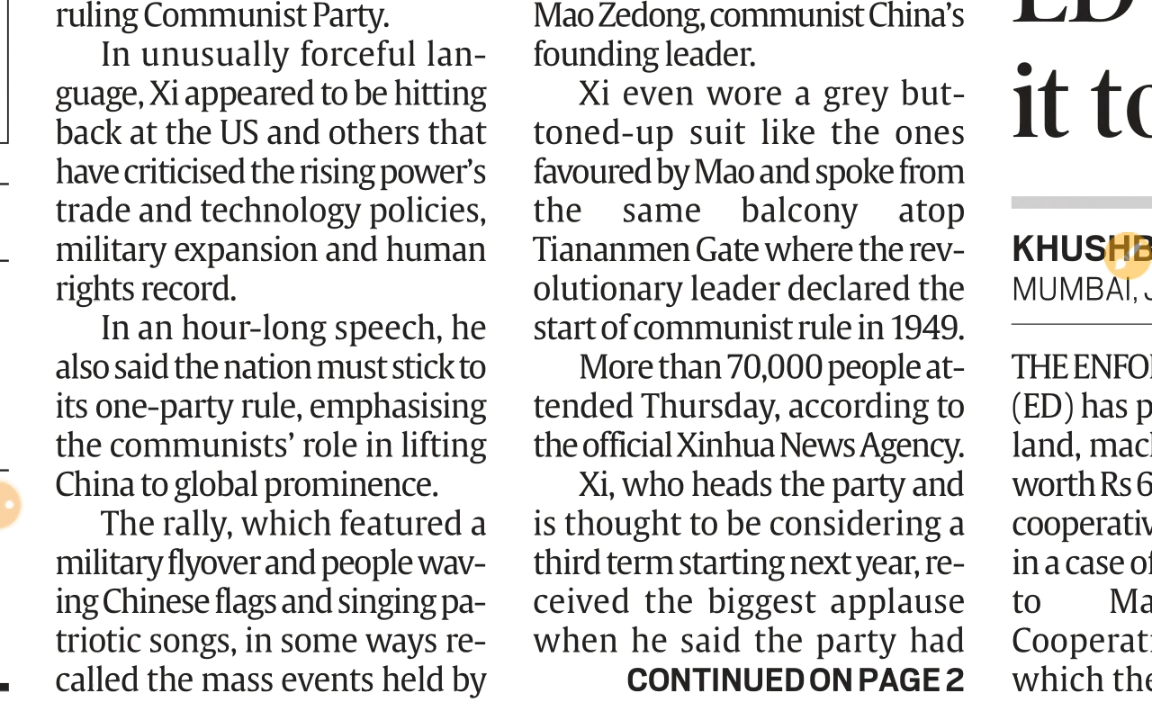 ruling Communist Party.
In unusually forceful lan-
guage, Xi appeared to be hitting
back at the US and others that
have criticised the rising power's
trade and technology policies,
military expansion and human
rights record.
In an hour-long speech, he
also said the nation must stick to
its one-party rule, emphasising
the communists' role in lifting
China to global prominence.
The rally, which featured a
military flyover and people wav-
ing Chinese flags and singing pa-
triotic songs, in some ways re-
called the mass events held by
Mao Zedong, communist China's
founding leader.
Xi even wore a grey but-
toned-up suit like the ones
favoured by Mao and spoke from
the same balcony atop
Tiananmen Gate where the rev-
olutionary leader declared the
start of communist rule in 1949.
More than 70,000 people at-
tended Thursday, according to
the official Xinhua News Agency.
Xi, who heads the party and
is thought to be considering a
third term starting next year, re-
ceived the biggest applause
when he said the party had
CONTINUED ON PAGE 2
ED
it to
KHUSHB
MUMBAI, J
THE ENFO
(ED) has p
land, mac
worth Rs 6
cooperativ
in a case of
to Ma
Cooperati
which the